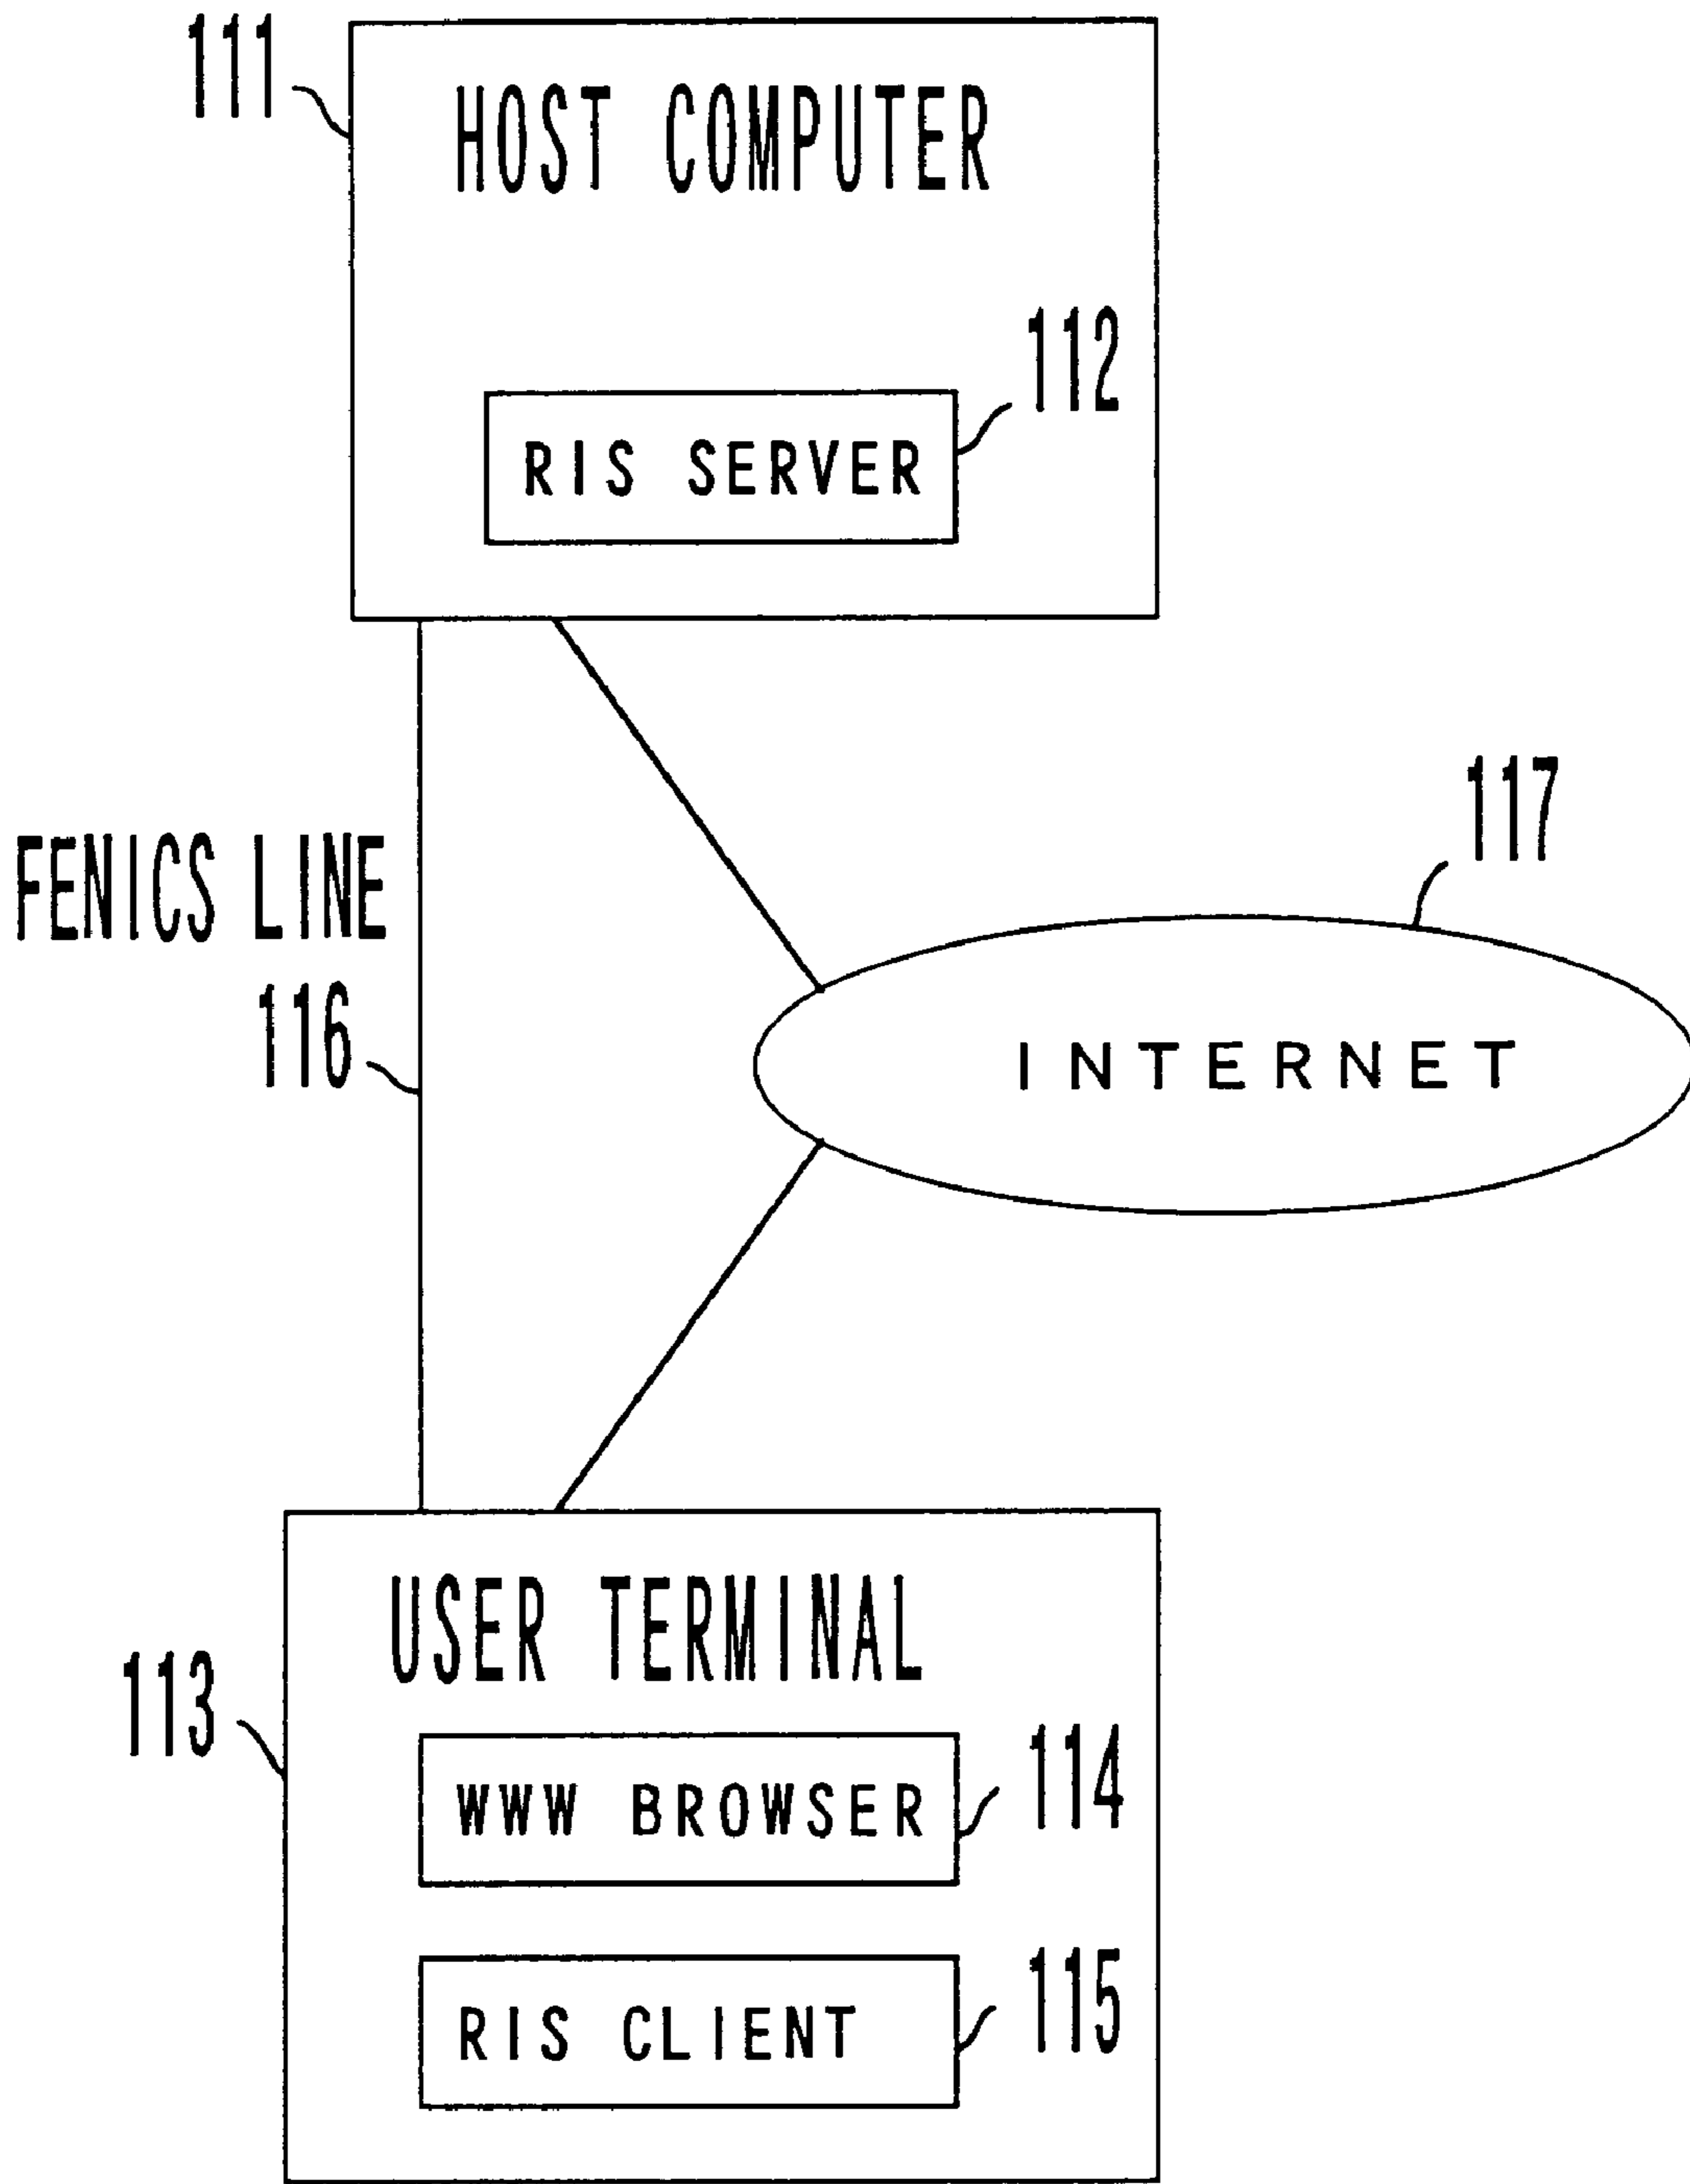 111
HOST COMPUTER
112
RIS SERVER
117
FENICS LINE
116
INTERNET
USER TERMINAL
113
WWW BROWSER
114
RIS CLIENT
115